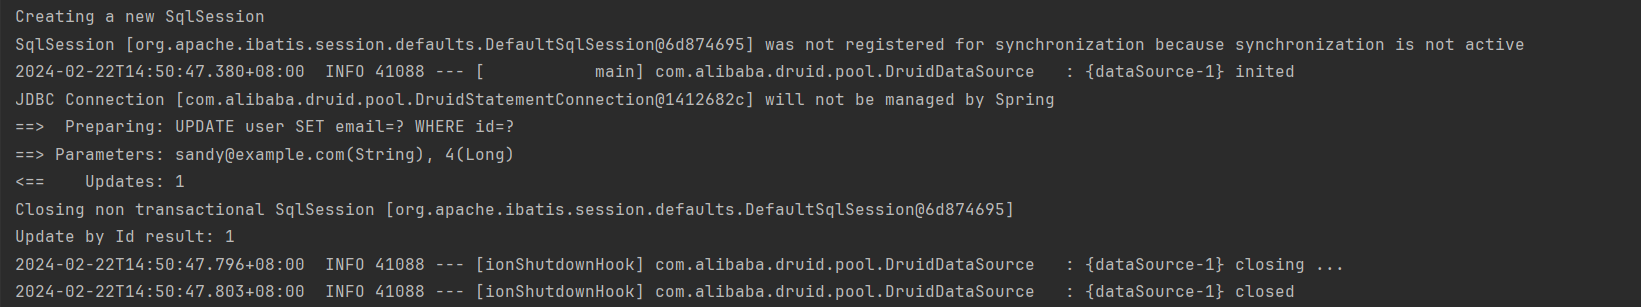 Creating a new SqlSession
SqlSession [org.apache.ibatis.session.defaults.DefaultSqlSession@6d874695] was not registered for synchronization because synchronization is not active
2024-02-22T14:50:47.380+08:00  INFO 41088 --- [           main] com.alibaba.druid.pool.DruidDataSource   : {dataSource-1} inited
JDBC Connection [com.alibaba.druid.pool.DruidStatementConnection@1412682c] will not be managed by Spring
==>  Preparing: UPDATE user SET email=? WHERE id=?
==> Parameters: sandy@example.com(String), 4(Long)
<==    Updates: 1
Closing non transactional SqlSession [org.apache.ibatis.session.defaults.DefaultSqlSession@6d874695]
Update by Id result: 1
2024-02-22T14:50:47.796+08:00  INFO 41088 --- [ionShutdownHook] com.alibaba.druid.pool.DruidDataSource   : {dataSource-1} closing ...
2024-02-22T14:50:47.803+08:00  INFO 41088 --- [ionShutdownHook] com.alibaba.druid.pool.DruidDataSource   : {dataSource-1} closed